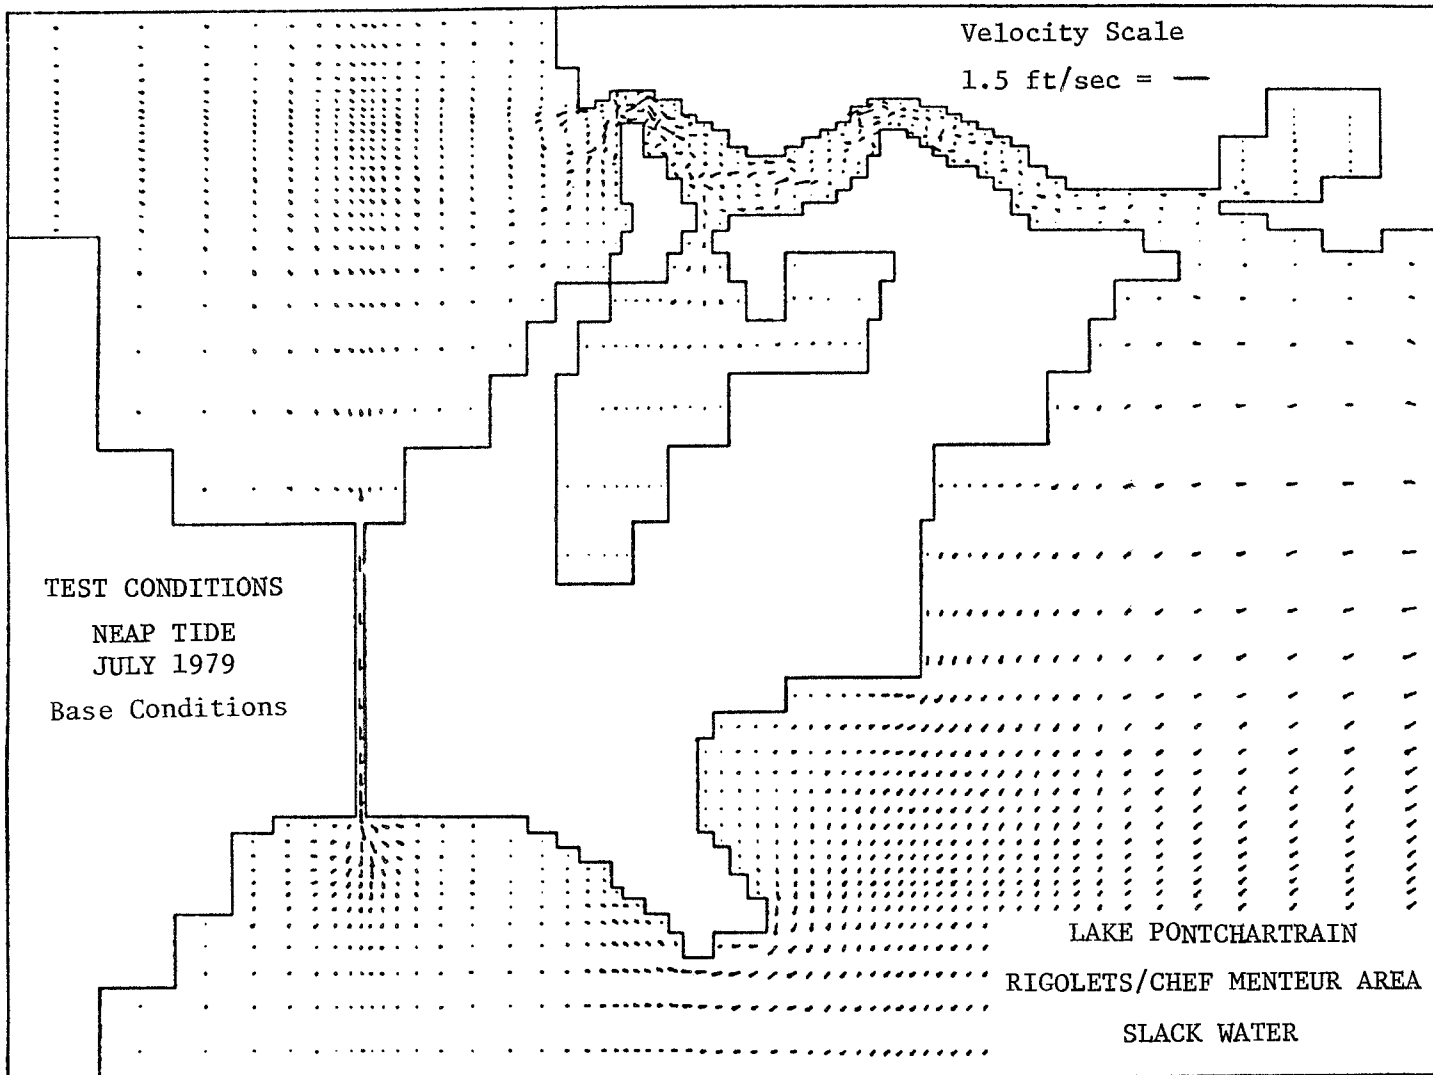 Velocity Scale
1.5 ft/sec = —
TEST CONDITIONS
NEAP TIDE
JULY 1979
Base Conditions
LAKE PONTCHARTRAIN
RIGOLETS/CHEF MENTEUR AREA
SLACK WATER